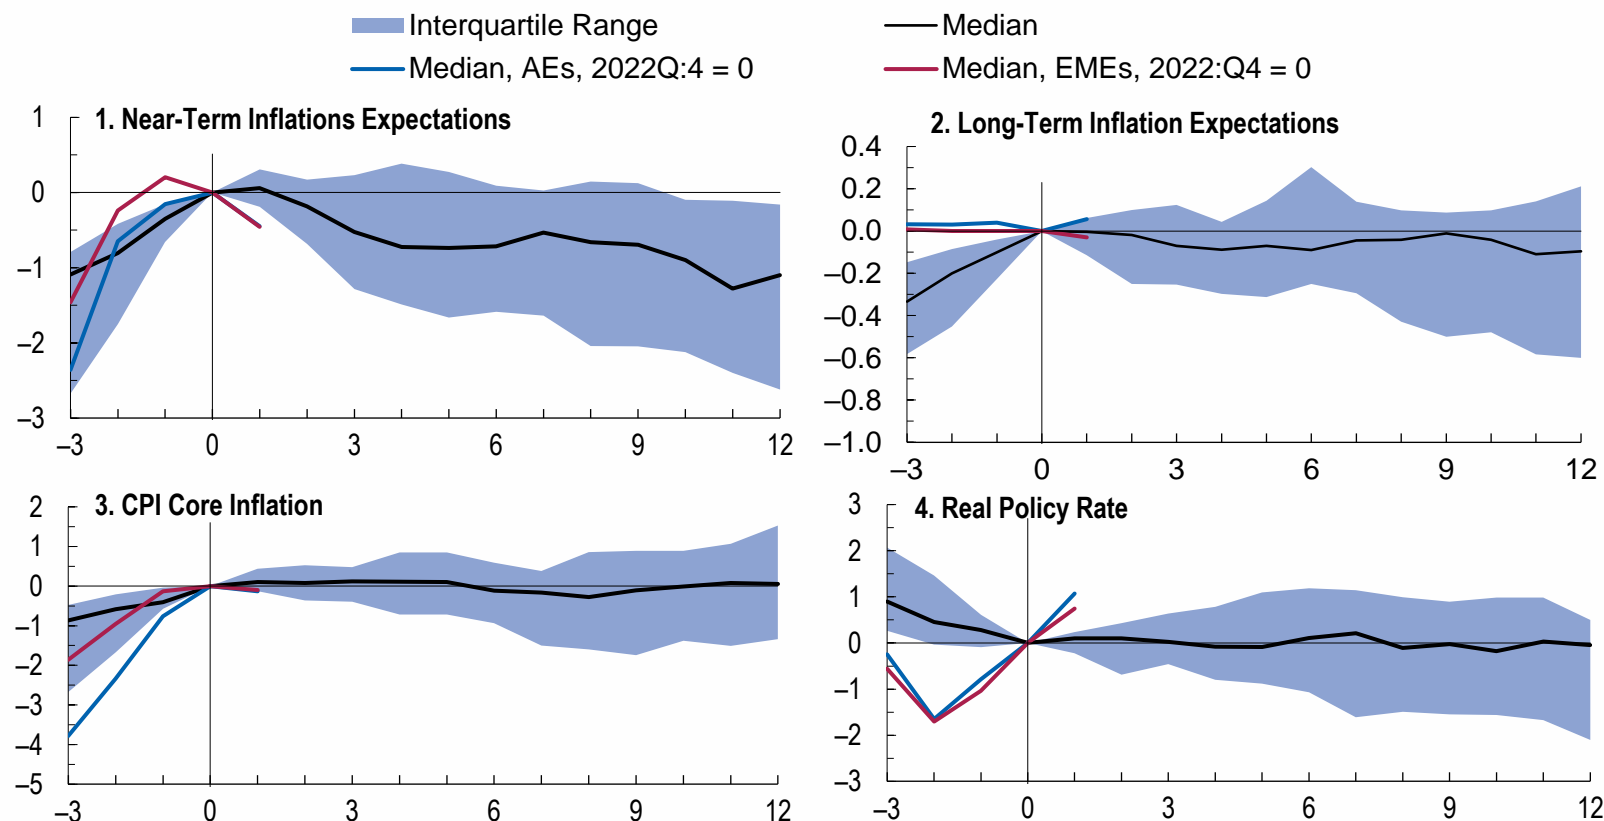 Interquartile Range
Median
Median, AEs, 2022Q:4 = 0
Median, EMEs, 2022:Q4 = 0
1. Near-Term Inflations Expectations
1
0
–1
–2
–3
–3 0 3 6 9 12
2. Long-Term Inflation Expectations
0.4
0.2
0.0
–0.2
–0.4
–0.6
–0.8
–1.0
–3 0 3 6 9 12
3. CPI Core Inflation
2
1
0
–1
–2
–3
–4
–5
–3 0 3 6 9 12
4. Real Policy Rate
3
2
1
0
–1
–2
–3
–3 0 3 6 9 12